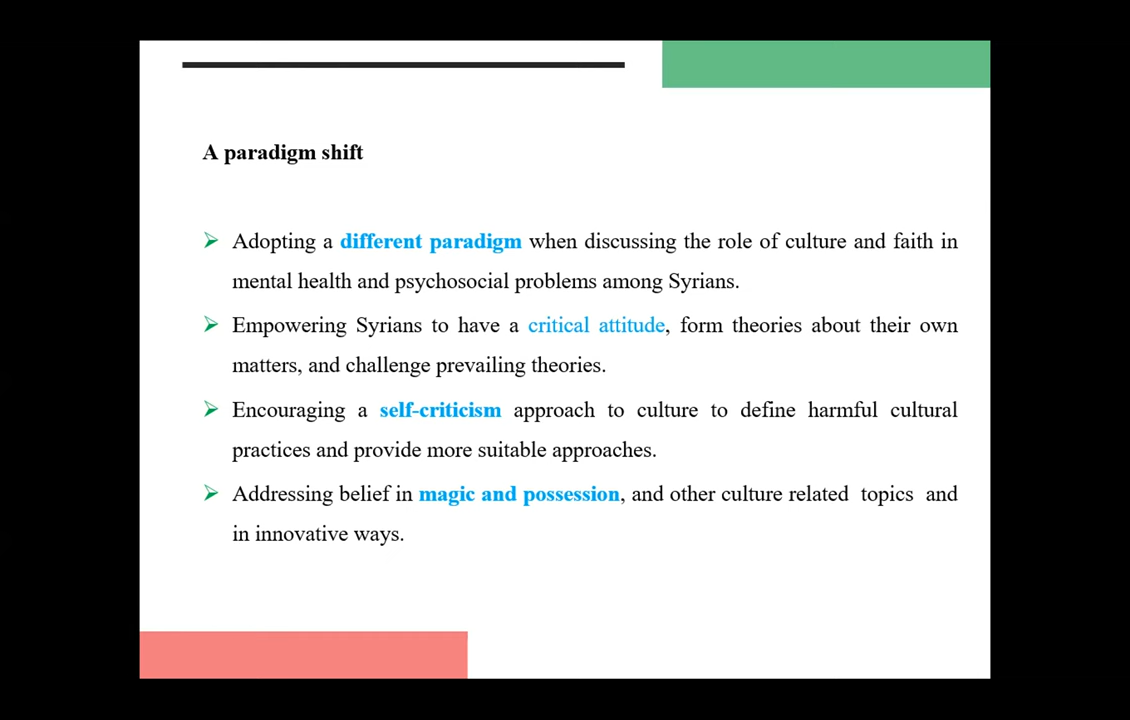 A paradigm shift
Adopting a different paradigm when discussing the role of culture and faith in
mental health and psychosocial problems among Syrians.
Empowering Syrians to have a critical attitude, form theories about their own
matters, and challenge prevailing theories.
Encouraging a self-criticism approach to culture to define harmful cultural
practices and provide more suitable approaches.
Addressing belief in magic and possession, and other culture related topics and
in innovative ways.